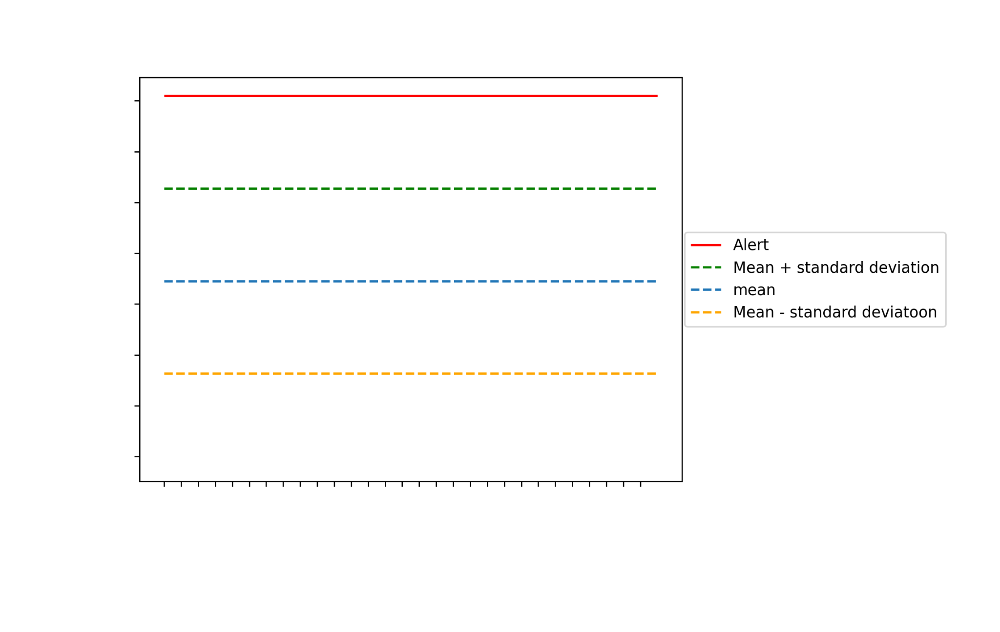 Alert
Mean + standard deviation
mean
Mean - standard deviatoon